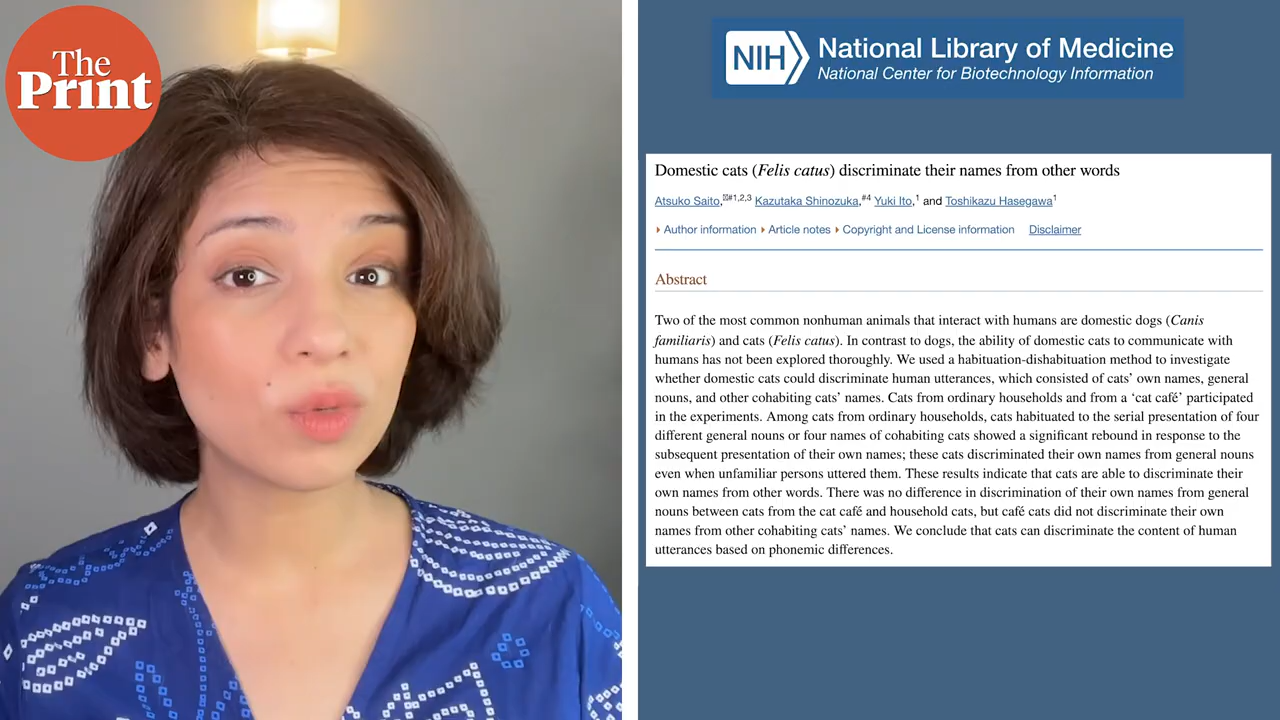 The
Print
NIH
National Library of Medicine
National Center for Biotechnology Information
Domestic cats (Felis catus) discriminate their names from other words
Atsuko Saito,✉#1,2,3 Kazutaka Shinozuka,#4 Yuki Ito,1 and Toshikazu Hasegawa1
Author information Article notes Copyright and License information Disclaimer
Abstract
Two of the most common nonhuman animals that interact with humans are domestic dogs (Canis
familiaris) and cats (Felis catus). In contrast to dogs, the ability of domestic cats to communicate with
humans has not been explored thoroughly. We used a habituation-dishabituation method to investigate
whether domestic cats could discriminate human utterances, which consisted of cats’ own names, general
nouns, and other cohabiting cats’ names. Cats from ordinary households and from a ‘cat café’ participated
in the experiments. Among cats from ordinary households, cats habituated to the serial presentation of four
different general nouns or four names of cohabiting cats showed a significant rebound in response to the
subsequent presentation of their own names; these cats discriminated their own names from general nouns
even when unfamiliar persons uttered them. These results indicate that cats are able to discriminate their
own names from other words. There was no difference in discrimination of their own names from general
nouns between cats from the cat café and household cats, but café cats did not discriminate their own
names from other cohabiting cats’ names. We conclude that cats can discriminate the content of human
utterances based on phonemic differences.